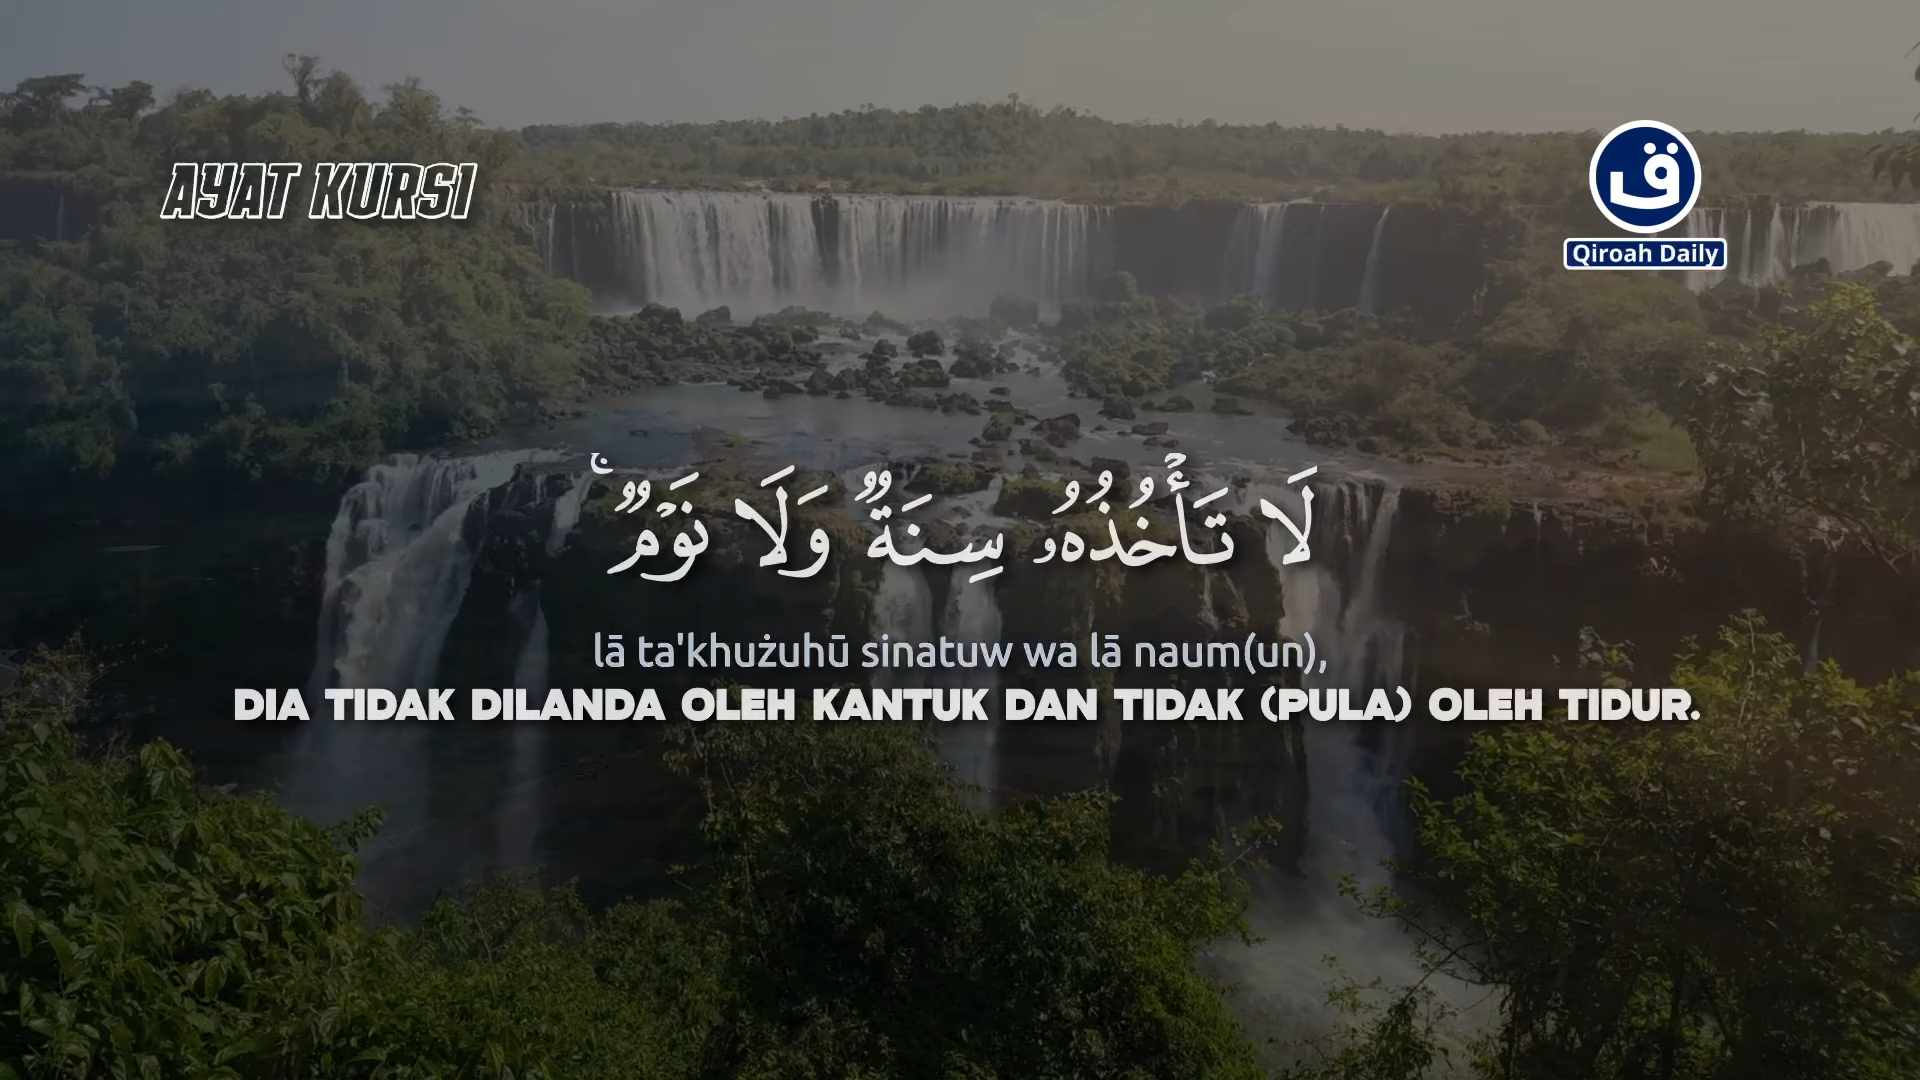 AYAT KURSI
ق
Qiroah Daily
لَا تَأْخُذُهُۥ سِنَةٌ وَلَا نَوْمٌ ۚ
lā ta'khużuhū sinatuw wa lā naum(un),
DIA TIDAK DILANDA OLEH KANTUK DAN TIDAK (PULA) OLEH TIDUR.